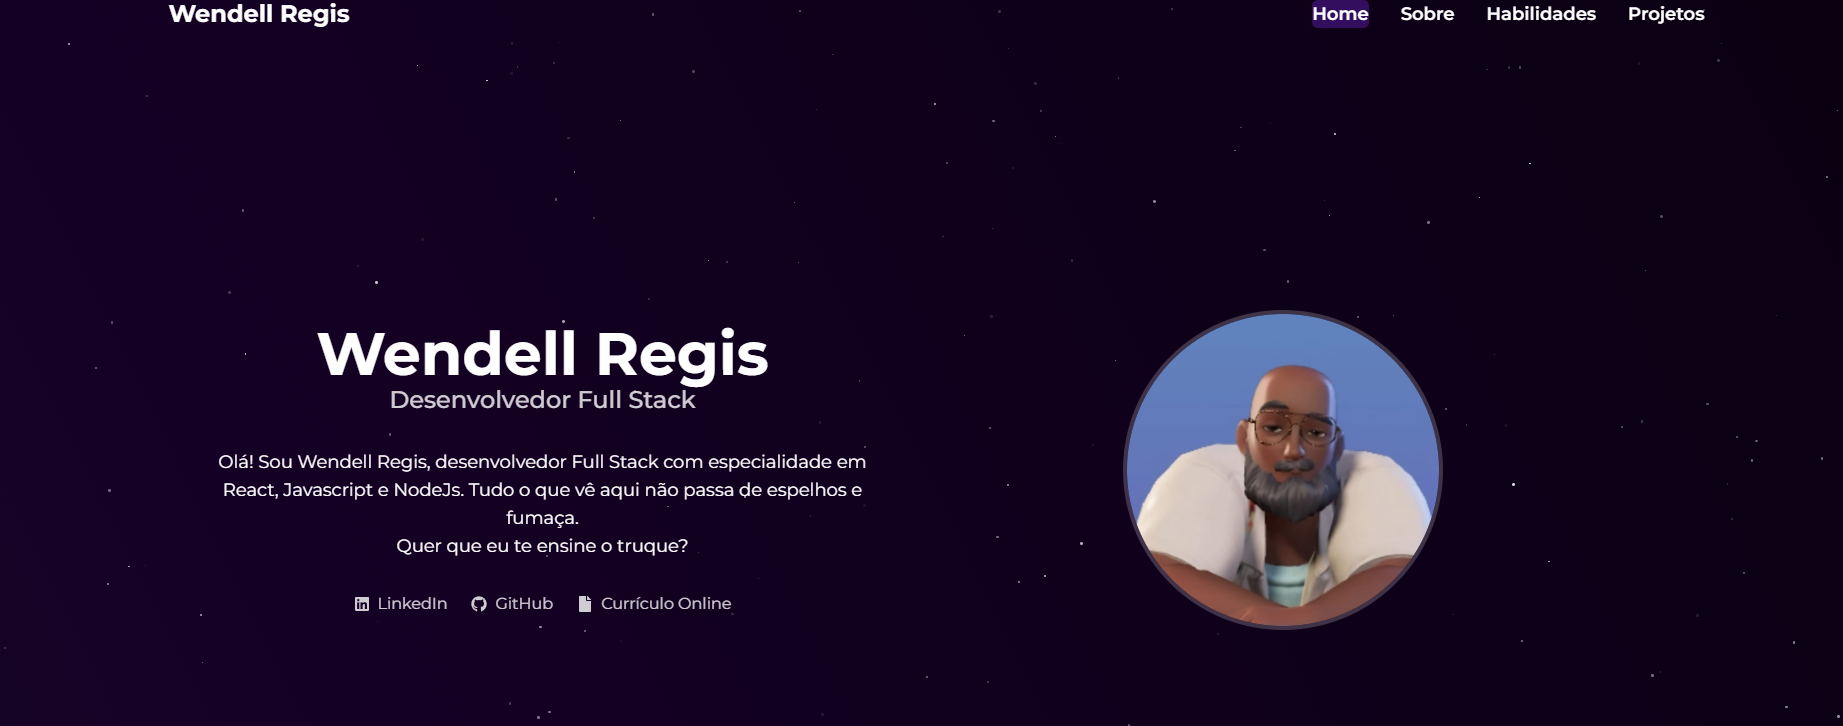 Wendell Regis
Home Sobre Habilidades Projetos
Wendell Regis
Desenvolvedor Full Stack
Olá! Sou Wendell Regis, desenvolvedor Full Stack com especialidade em
React, Javascript e NodeJs. Tudo o que vê aqui não passa de espelhos e
fumaça.
Quer que eu te ensine o truque?
LinkedIn GitHub Currículo Online